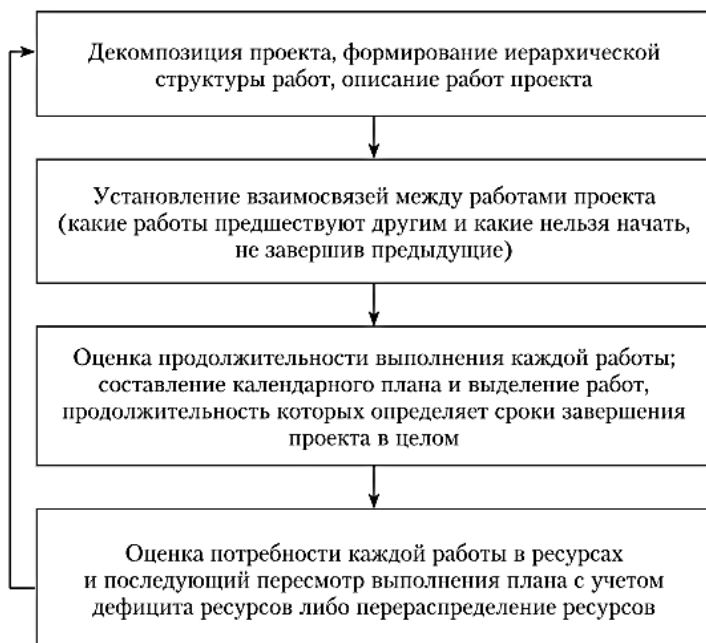 Декомпозиция проекта, формирование иерархической
структуры работ, описание работ проекта
Установление взаимосвязей между работами проекта
(какие работы предшествуют другим и какие нельзя начать,
не завершив предыдущие)
Оценка продолжительности выполнения каждой работы;
составление календарного плана и выделение работ,
продолжительность которых определяет сроки завершения
проекта в целом
Оценка потребности каждой работы в ресурсах
и последующий пересмотр выполнения плана с учетом
дефицита ресурсов либо перераспределение ресурсов